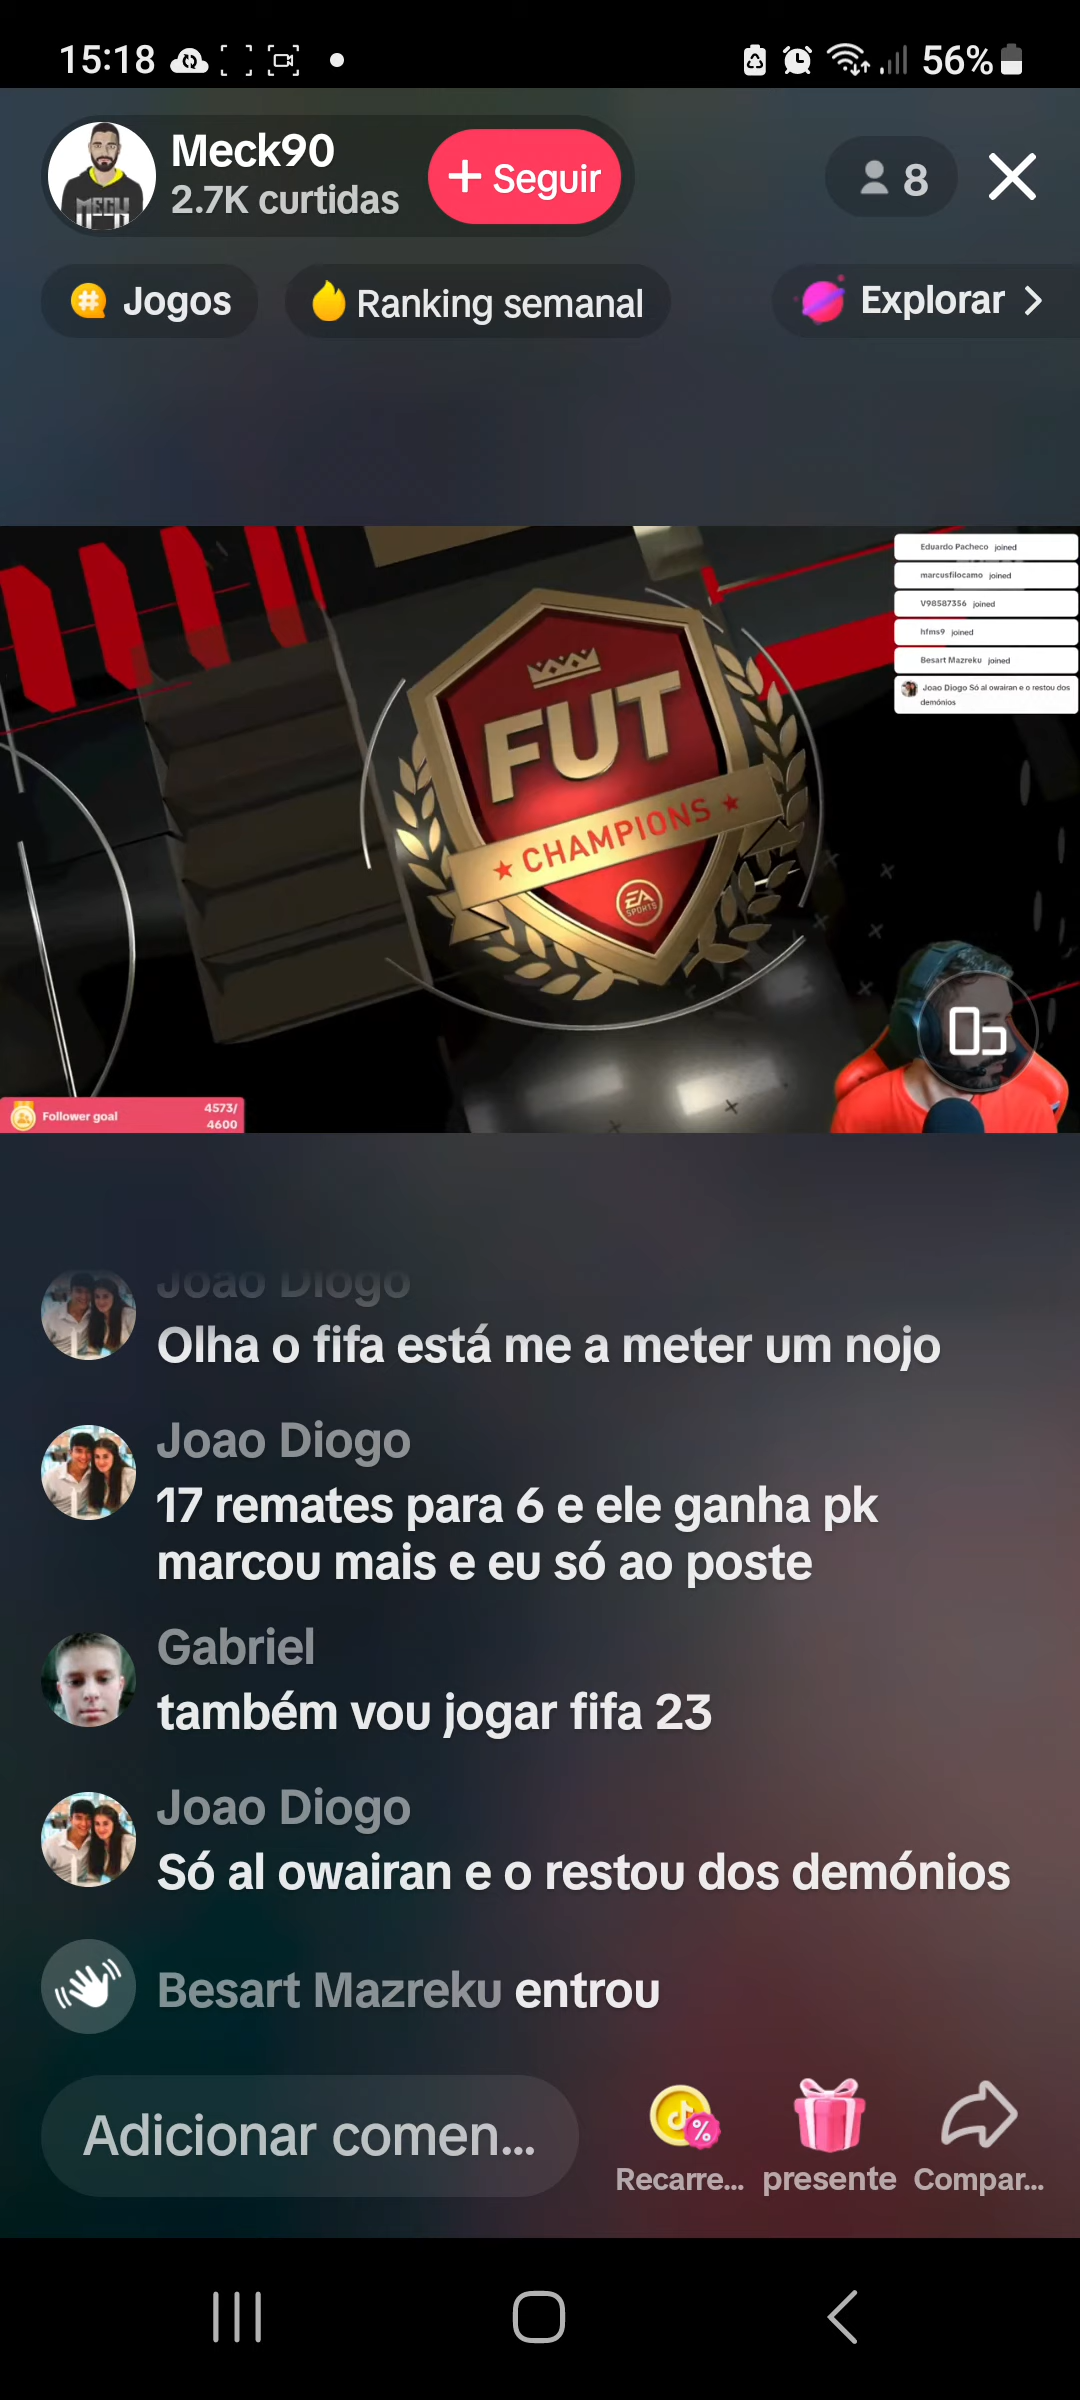 15:18
56%
Meck90
2.7K curtidas
+ Seguir
8
Jogos
Ranking semanal
Explorar
Eduardo Pacheco joined
marcusfilocamo joined
V98587356 joined
hfms9 joined
Besart Mazreku joined
Joao Diogo Só al owairan e o restou dos
demónios
FUT
CHAMPIONS
EA
SPORTS
Follower goal
4573/
4600
Joao Diogo
Olha o fifa está me a meter um nojo
Joao Diogo
17 remates para 6 e ele ganha pk
marcou mais e eu só ao poste
Gabriel
também vou jogar fifa 23
Joao Diogo
Só al owairan e o restou dos demónios
Besart Mazreku entrou
Adicionar comen...
Recarre...
presente
Compar...